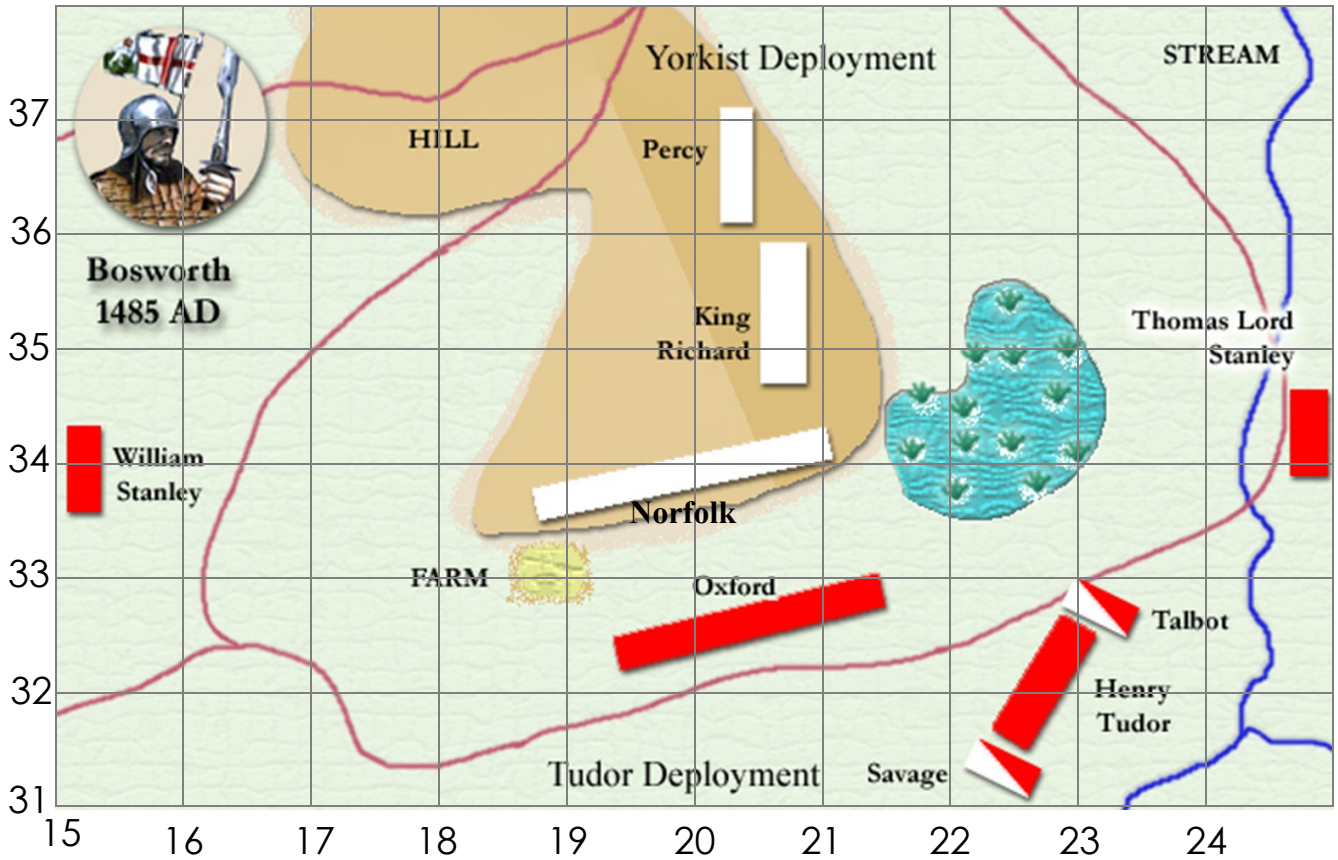 Yorkist Deployment
STREAM
37
HILL
Percy
36
Bosworth
1485 AD
King
Richard
35
Thomas Lord
Stanley
34
William
Stanley
Norfolk
33
FARM
Oxford
Talbot
32
Henry
Tudor
Tudor Deployment
Savage
31
15 16 17 18 19 20 21 22 23 24